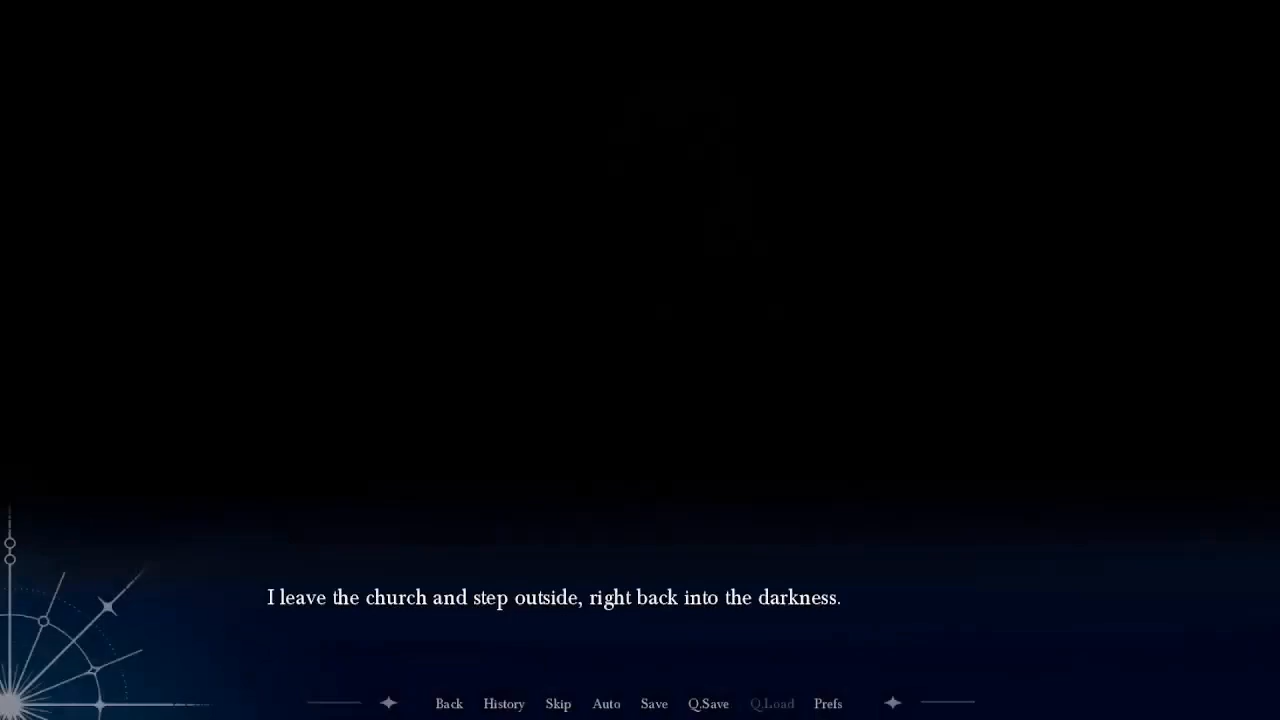 I leave the church and step outside, right back into the darkness.
Back History Skip Auto Save Q.Save Q.Load Prefs